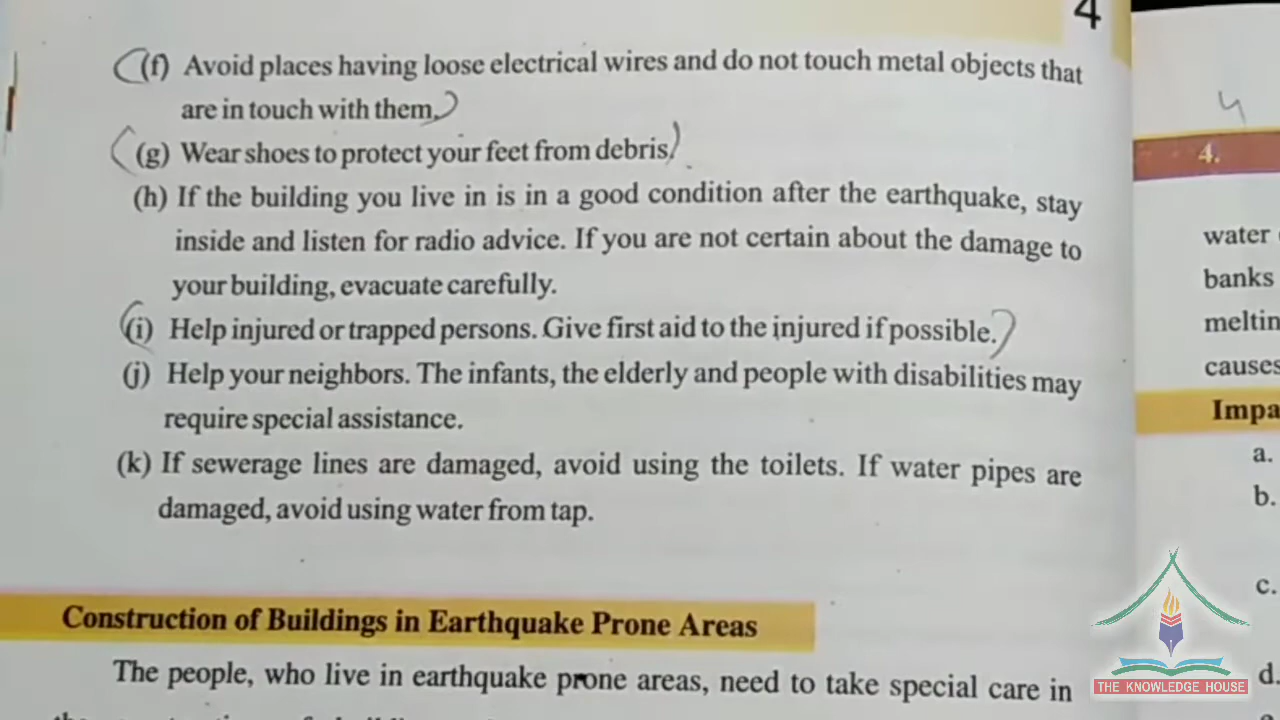 4
(f) Avoid places having loose electrical wires and do not touch metal objects that
are in touch with them.
(g) Wear shoes to protect your feet from debris.
(h) If the building you live in is in a good condition after the earthquake, stay
inside and listen for radio advice. If you are not certain about the damage to
your building, evacuate carefully.
(i) Help injured or trapped persons. Give first aid to the injured if possible.
(j) Help your neighbors. The infants, the elderly and people with disabilities may
require special assistance.
(k) If sewerage lines are damaged, avoid using the toilets. If water pipes are
damaged, avoid using water from tap.
Construction of Buildings in Earthquake Prone Areas
The people, who live in earthquake prone areas, need to take special care in
4.
water
banks
causes
a.
b.
c.
d.
THE KNOWLEDGE HOUSE